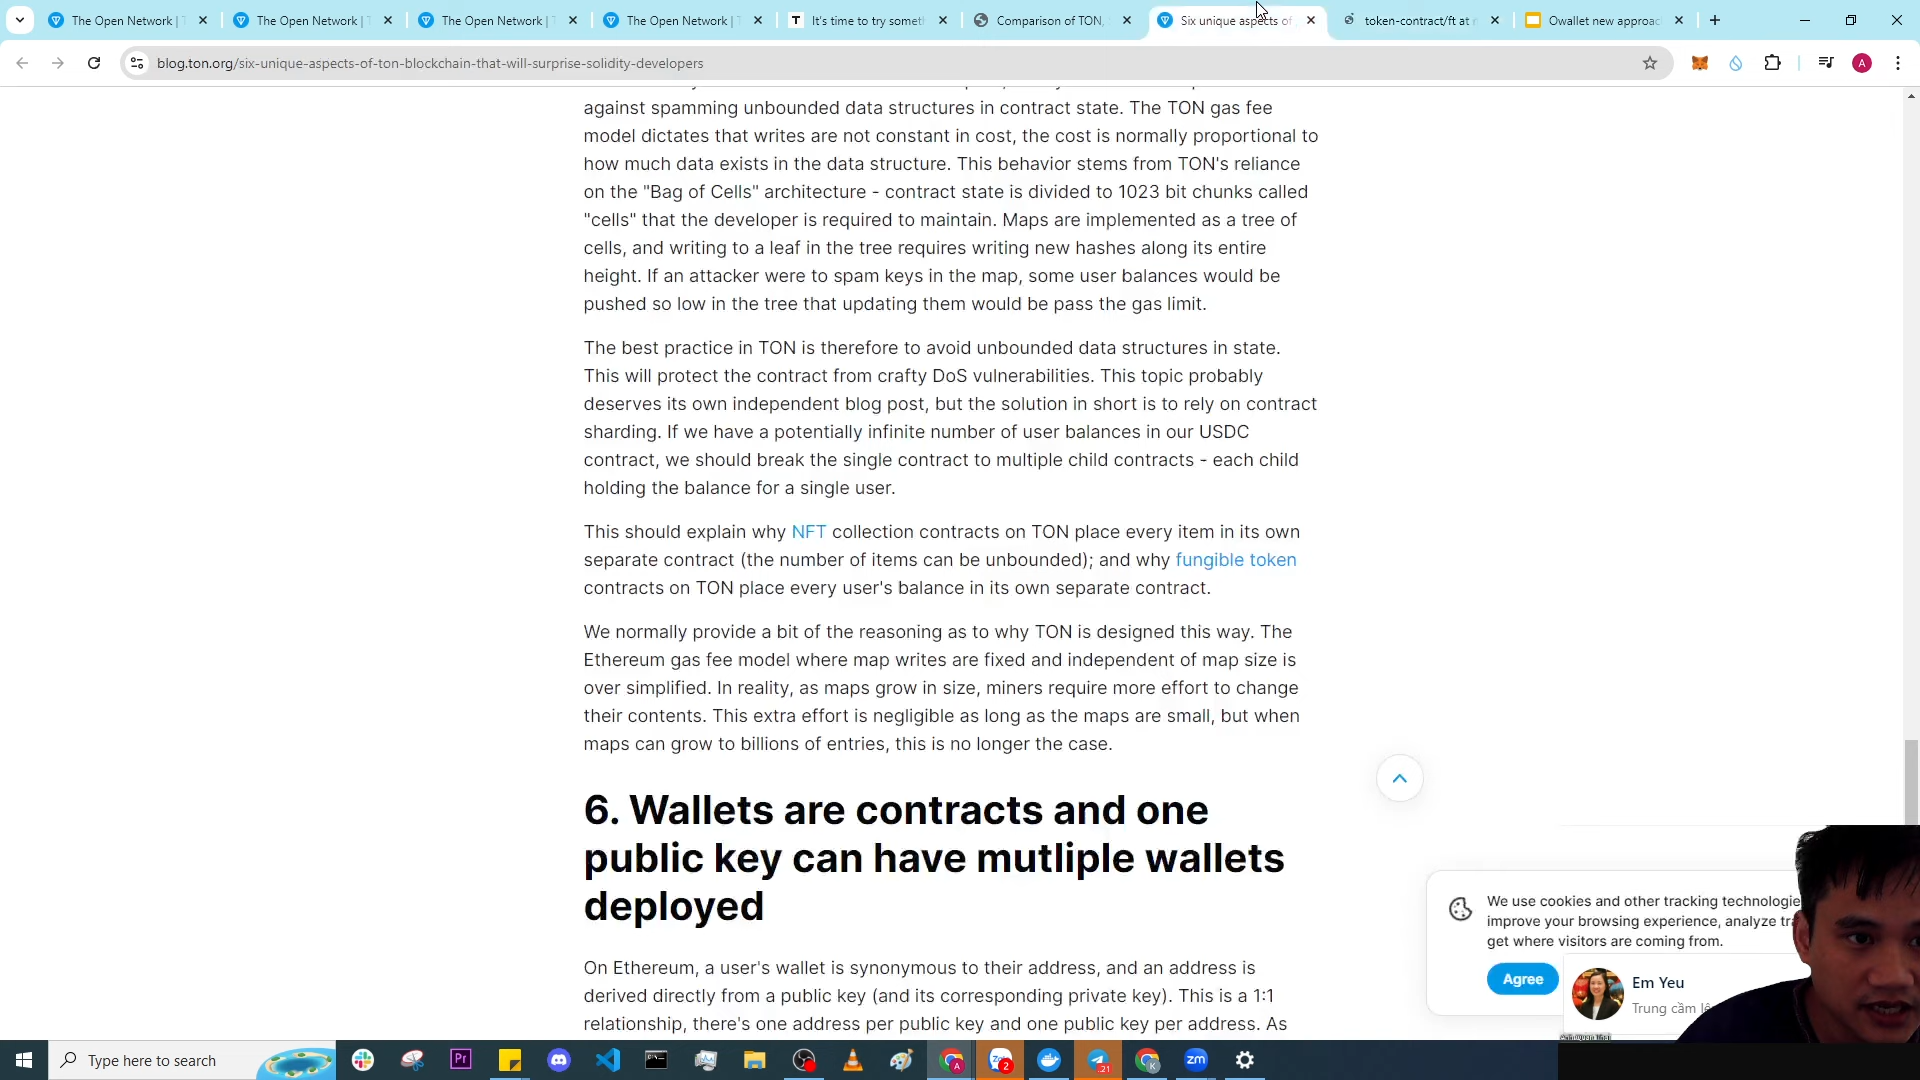 The Open Network | T
The Open Network | T
The Open Network | T
The Open Network | T
It's time to try someth
Comparison of TON,
Six unique aspects of
token-contract/ft at
Owallet new approac
blog.ton.org/six-unique-aspects-of-ton-blockchain-that-will-surprise-solidity-developers
A
against spamming unbounded data structures in contract state. The TON gas fee
model dictates that writes are not constant in cost, the cost is normally proportional to
how much data exists in the data structure. This behavior stems from TON's reliance
on the "Bag of Cells" architecture - contract state is divided to 1023 bit chunks called
"cells" that the developer is required to maintain. Maps are implemented as a tree of
cells, and writing to a leaf in the tree requires writing new hashes along its entire
height. If an attacker were to spam keys in the map, some user balances would be
pushed so low in the tree that updating them would be pass the gas limit.
The best practice in TON is therefore to avoid unbounded data structures in state.
This will protect the contract from crafty DoS vulnerabilities. This topic probably
deserves its own independent blog post, but the solution in short is to rely on contract
sharding. If we have a potentially infinite number of user balances in our USDC
contract, we should break the single contract to multiple child contracts - each child
holding the balance for a single user.
This should explain why NFT collection contracts on TON place every item in its own
separate contract (the number of items can be unbounded); and why fungible token
contracts on TON place every user's balance in its own separate contract.
We normally provide a bit of the reasoning as to why TON is designed this way. The
Ethereum gas fee model where map writes are fixed and independent of map size is
over simplified. In reality, as maps grow in size, miners require more effort to change
their contents. This extra effort is negligible as long as the maps are small, but when
maps can grow to billions of entries, this is no longer the case.
6. Wallets are contracts and one
public key can have mutliple wallets
deployed
On Ethereum, a user's wallet is synonymous to their address, and an address is
derived directly from a public key (and its corresponding private key). This is a 1:1
relationship, there's one address per public key and one public key per address. As
We use cookies and other tracking technologie
improve your browsing experience, analyze tr
get where visitors are coming from.
Agree
Em Yeu
Trung cầm
Type here to search
Pr
2
21
zm